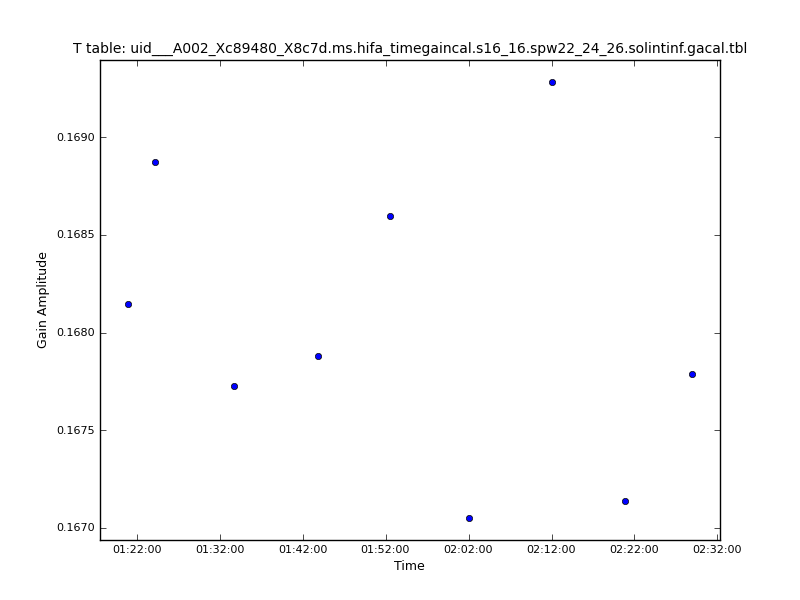 T table: uid___A002_Xc89480_X8c7d.ms.hifa_timegaincal.s16_16.spw22_24_26.solintinf.gacal.tbl
0.1690
0.1685
0.1680
0.1675
0.1670
Gain Amplitude
01:22:00 01:32:00 01:42:00 01:52:00 02:02:00 02:12:00 02:22:00 02:32:00
Time